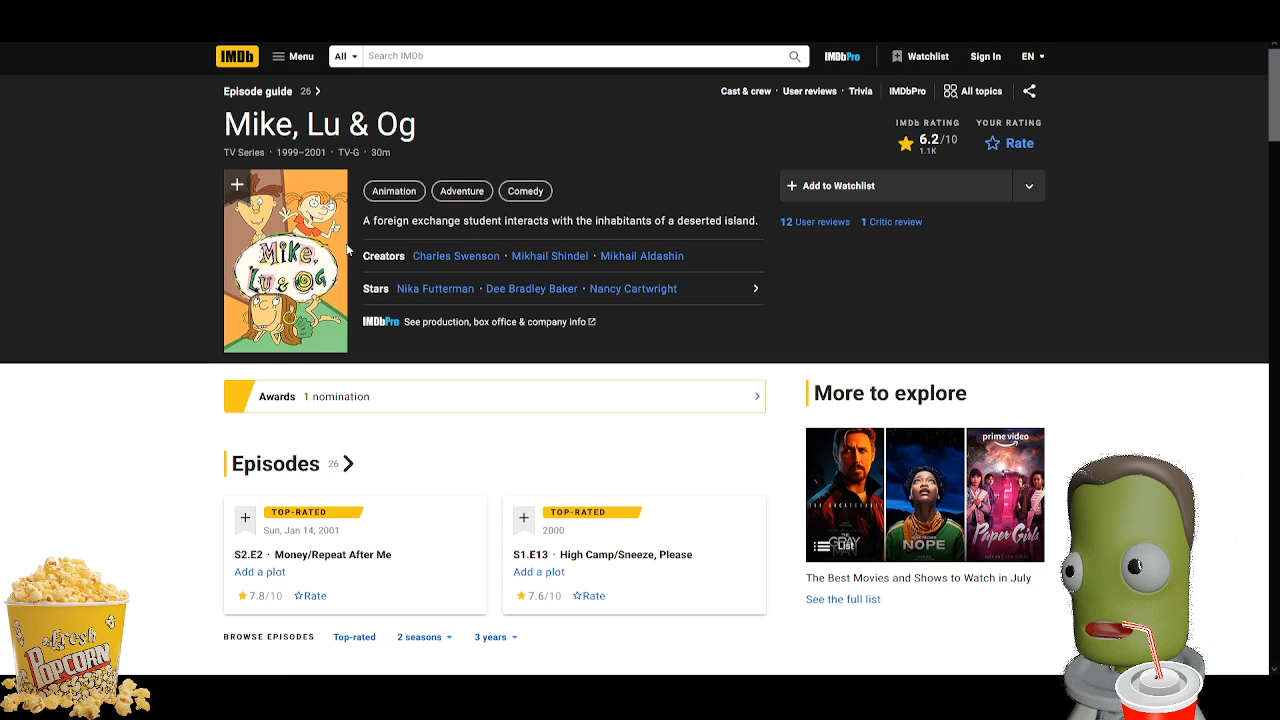 IMDb Menu All Search IMDb IMDbPro Watchlist Sign In EN
Episode guide 26 Cast & crew · User reviews · Trivia IMDbPro All topics
Mike, Lu & Og
TV Series · 1999–2001 · TV-G · 30m
IMDb RATING YOUR RATING
6.2/10 Rate
1.1K
MiKe,
LU & OG
Animation Adventure Comedy
+ Add to Watchlist
A foreign exchange student interacts with the inhabitants of a deserted island.
12 User reviews 1 Critic review
Creators Charles Swenson · Mikhail Shindel · Mikhail Aldashin
Stars Nika Futterman · Dee Bradley Baker · Nancy Cartwright
IMDbPro See production, box office & company info
Awards 1 nomination
More to explore
prime video
THE GRAY MAN
NOPE
Paper Girls
List
The Best Movies and Shows to Watch in July
See the full list
Episodes 26
TOP-RATED
Sun, Jan 14, 2001
S2.E2 · Money/Repeat After Me
Add a plot
7.8/10 Rate
TOP-RATED
2000
S1.E13 · High Camp/Sneeze, Please
Add a plot
7.6/10 Rate
BROWSE EPISODES Top-rated 2 seasons 3 years
Fresh
POPCORN